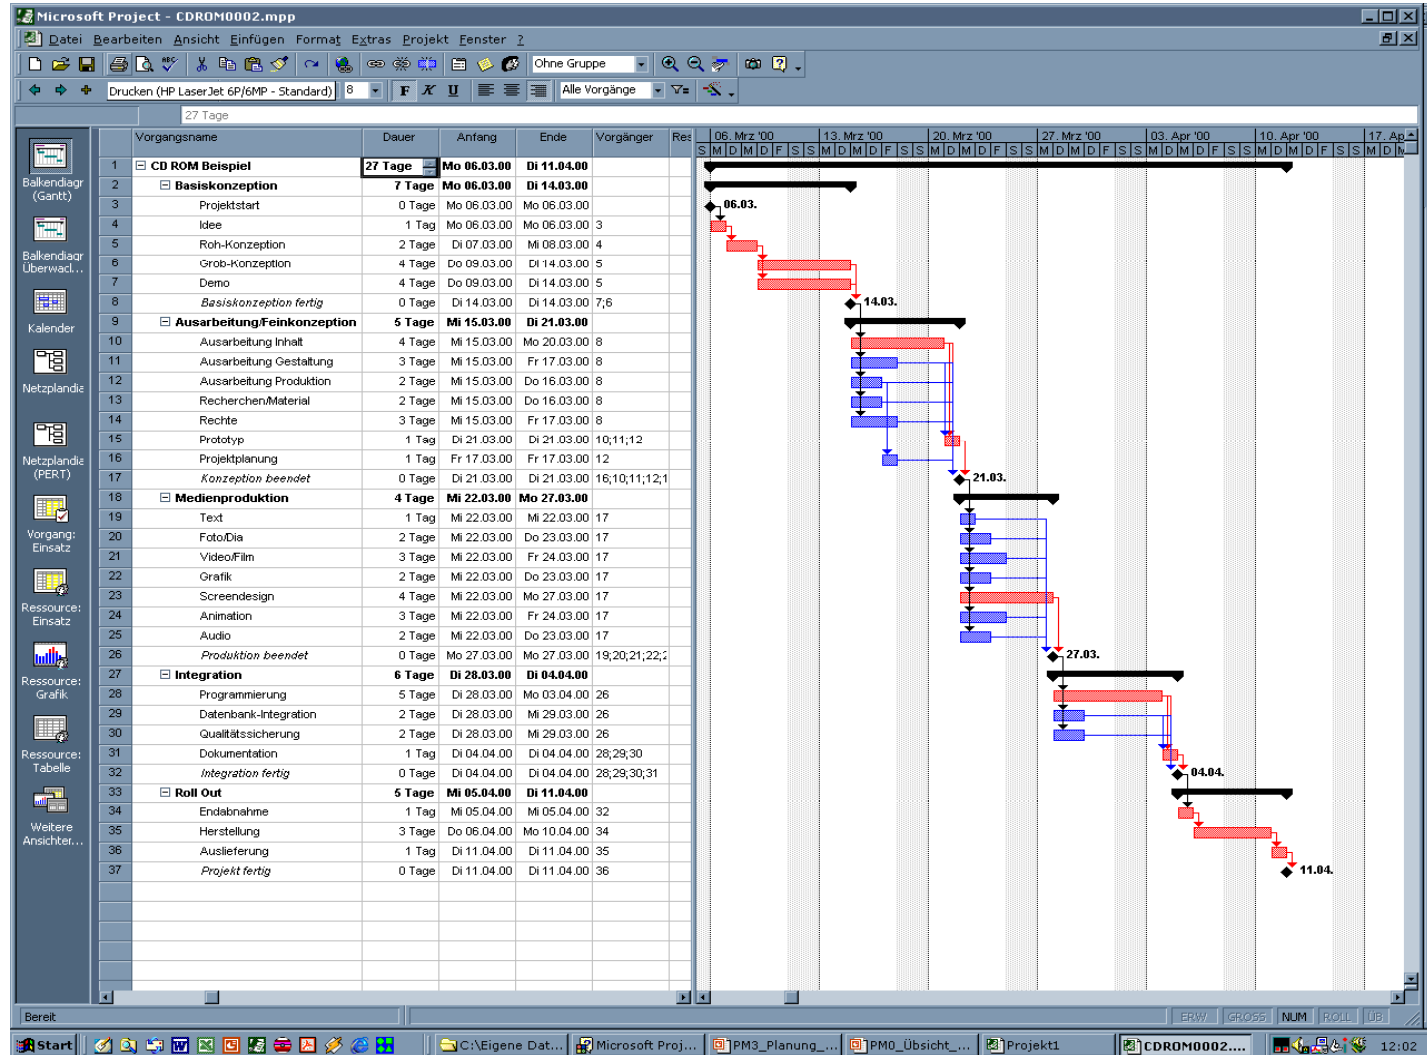 Microsoft Project - CDROM0002.mpp
Datei Bearbeiten Ansicht Einfügen Format Extras Projekt Fenster ?
Ohne Gruppe
Drucken (HP LaserJet 6P/6MP - Standard) 8 F K U Alle Vorgänge
27 Tage
Vorgangsname Dauer Anfang Ende Vorgänger Res 06. Mrz '00 13. Mrz '00 20. Mrz '00 27. Mrz '00 03. Apr '00 10. Apr '00 17. Ap
S M D M D F S S M D M D F S S M D M D F S S M D M D F S S M D M D F S S M D M D F S S M D M
1 CD ROM Beispiel 27 Tage Mo 06.03.00 Di 11.04.00
2 Basiskonzeption 7 Tage Mo 06.03.00 Di 14.03.00
3 Projektstart 0 Tage Mo 06.03.00 Mo 06.03.00 06.03.
4 Idee 1 Tag Mo 06.03.00 Mo 06.03.00 3
5 Roh-Konzeption 2 Tage Di 07.03.00 Mi 08.03.00 4
6 Grob-Konzeption 4 Tage Do 09.03.00 Di 14.03.00 5
7 Demo 4 Tage Do 09.03.00 Di 14.03.00 5
8 Basiskonzeption fertig 0 Tage Di 14.03.00 Di 14.03.00 7;6 14.03.
9 Ausarbeitung/Feinkonzeption 5 Tage Mi 15.03.00 Di 21.03.00
10 Ausarbeitung Inhalt 4 Tage Mi 15.03.00 Mo 20.03.00 8
11 Ausarbeitung Gestaltung 3 Tage Mi 15.03.00 Fr 17.03.00 8
12 Ausarbeitung Produktion 2 Tage Mi 15.03.00 Do 16.03.00 8
13 Recherchen/Material 2 Tage Mi 15.03.00 Do 16.03.00 8
14 Rechte 3 Tage Mi 15.03.00 Fr 17.03.00 8
15 Prototyp 1 Tag Di 21.03.00 Di 21.03.00 10;11;12
16 Projektplanung 1 Tag Fr 17.03.00 Fr 17.03.00 12
17 Konzeption beendet 0 Tage Di 21.03.00 Di 21.03.00 16;10;11;12;1 21.03.
18 Medienproduktion 4 Tage Mi 22.03.00 Mo 27.03.00
19 Text 1 Tag Mi 22.03.00 Mi 22.03.00 17
20 Foto/Dia 2 Tage Mi 22.03.00 Do 23.03.00 17
21 Video/Film 3 Tage Mi 22.03.00 Fr 24.03.00 17
22 Grafik 2 Tage Mi 22.03.00 Do 23.03.00 17
23 Screendesign 4 Tage Mi 22.03.00 Mo 27.03.00 17
24 Animation 3 Tage Mi 22.03.00 Fr 24.03.00 17
25 Audio 2 Tage Mi 22.03.00 Do 23.03.00 17
26 Produktion beendet 0 Tage Mo 27.03.00 Mo 27.03.00 19;20;21;22;2 27.03.
27 Integration 6 Tage Di 28.03.00 Di 04.04.00
28 Programmierung 5 Tage Di 28.03.00 Mo 03.04.00 26
29 Datenbank-Integration 2 Tage Di 28.03.00 Mi 29.03.00 26
30 Qualitätssicherung 2 Tage Di 28.03.00 Mi 29.03.00 26
31 Dokumentation 1 Tag Di 04.04.00 Di 04.04.00 28;29;30
32 Integration fertig 0 Tage Di 04.04.00 Di 04.04.00 28;29;30;31 04.04.
33 Roll Out 5 Tage Mi 05.04.00 Di 11.04.00
34 Endabnahme 1 Tag Mi 05.04.00 Mi 05.04.00 32
35 Herstellung 3 Tage Do 06.04.00 Mo 10.04.00 34
36 Auslieferung 1 Tag Di 11.04.00 Di 11.04.00 35
37 Projekt fertig 0 Tage Di 11.04.00 Di 11.04.00 36 11.04.
Balkendiagr
(Gantt)
Balkendiagr
Überwacl...
Kalender
Netzplandia
Netzplandia
(PERT)
Vorgang:
Einsatz
Ressource:
Einsatz
Ressource:
Grafik
Ressource:
Tabelle
Weitere
Ansichter...
Bereit ERW GROSS NUM ROLL ÜB
Start C:\Eigene Dat... Microsoft Proj... PM3_Planung_... PM0_Übsicht_... Projekt1 CDROM0002.... 12:02